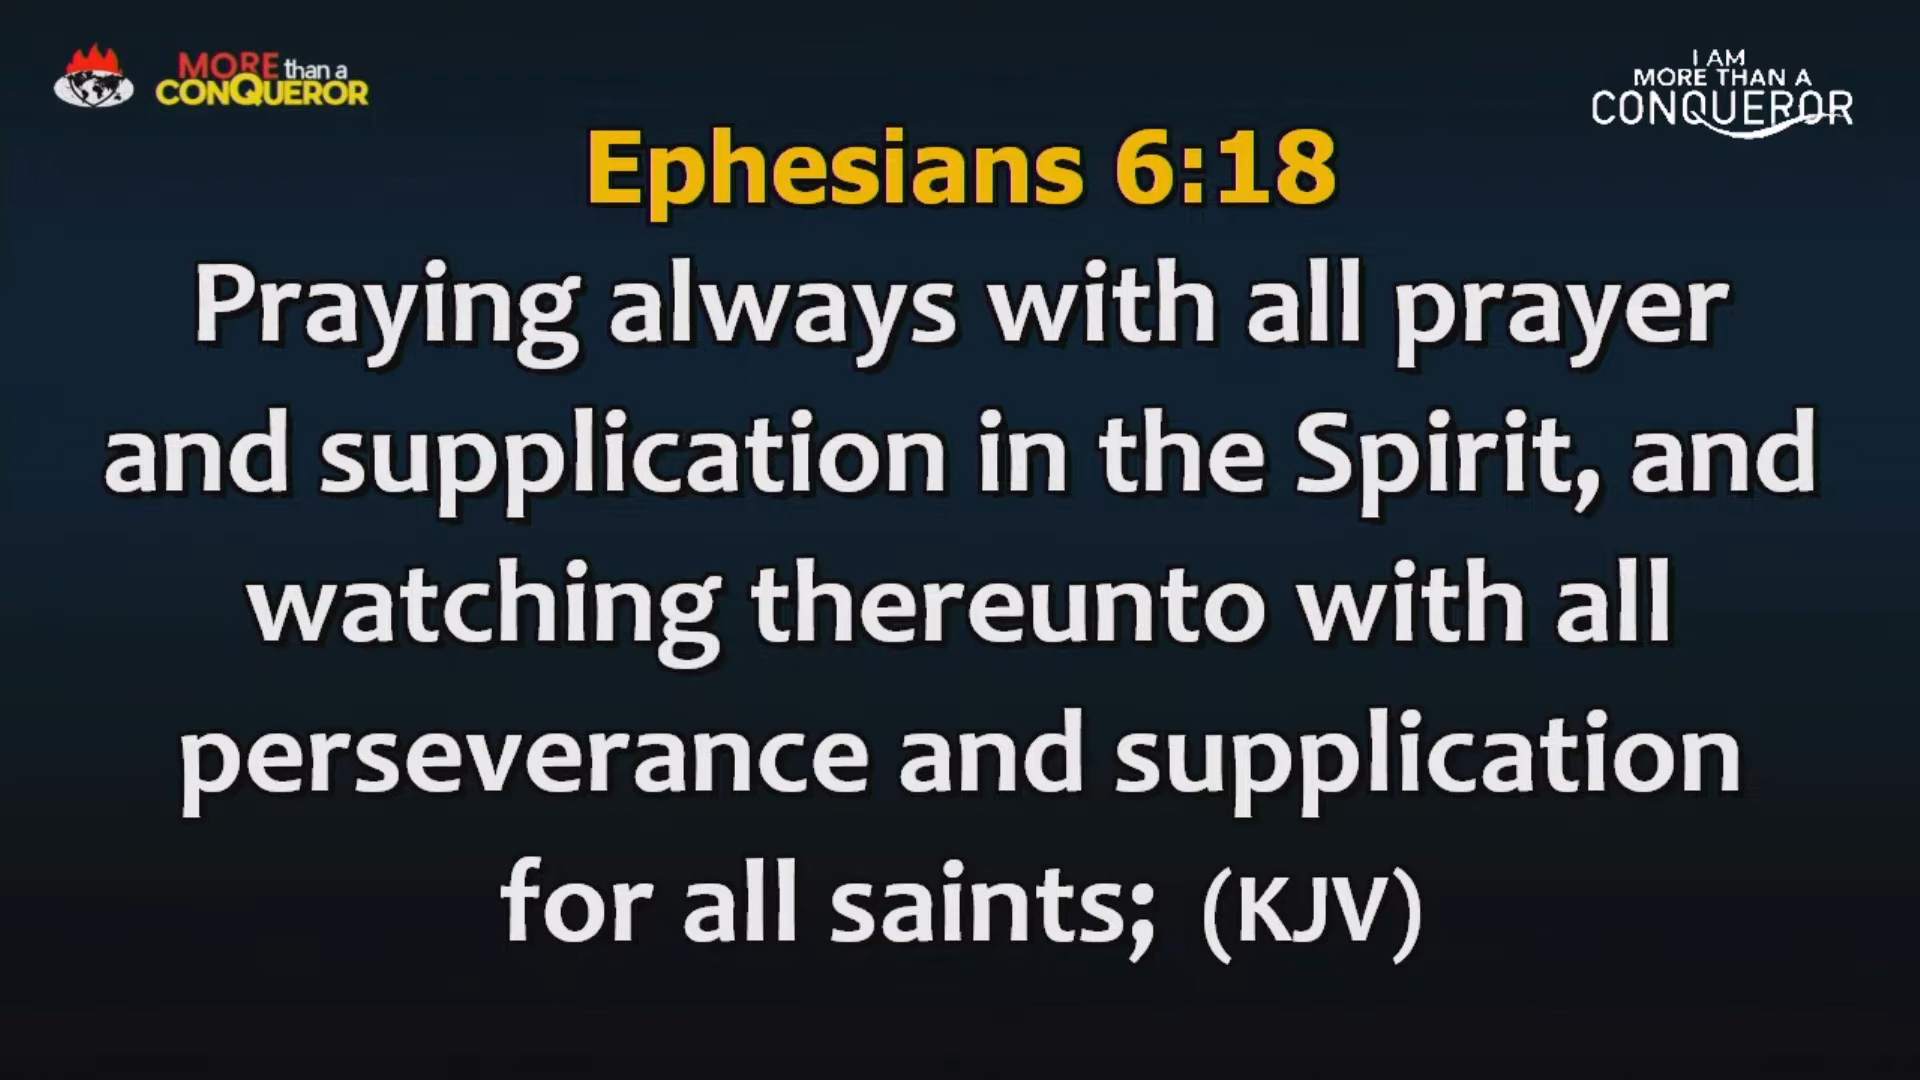 MORE than a
CONQUEROR
I AM
MORE THAN A
CONQUEROR
Ephesians 6:18
Praying always with all prayer
and supplication in the Spirit, and
watching thereunto with all
perseverance and supplication
for all saints; (KJV)